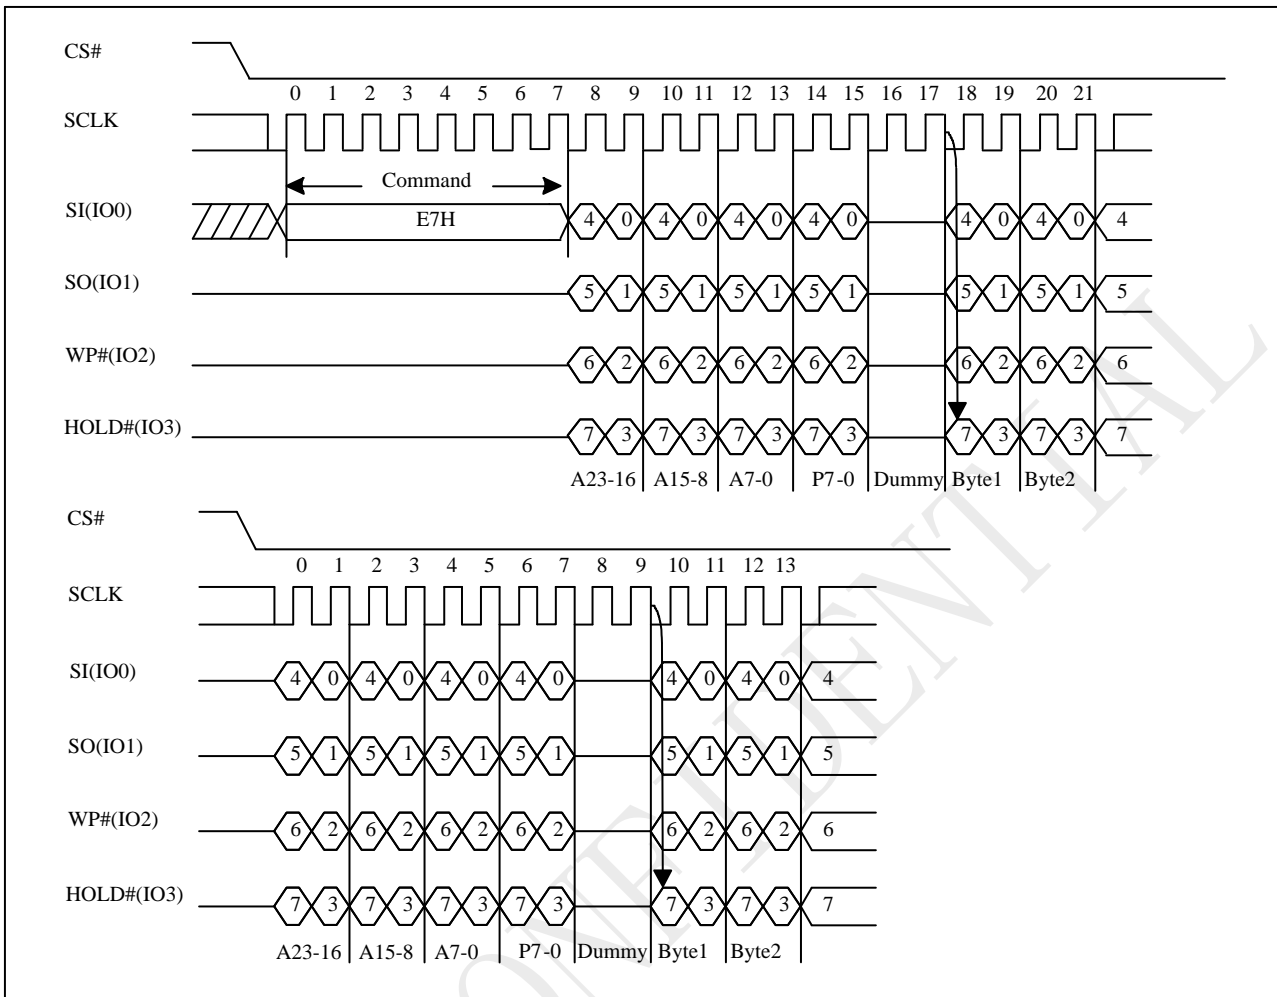 CS#
0 1 2 3 4 5 6 7 8 9 10 11 12 13 14 15 16 17 18 19 20 21
SCLK
Command
SI(IO0) E7H 4 0 4 0 4 0 4 0 4 0 4 0 4
SO(IO1) 5 1 5 1 5 1 5 1 5 1 5 1 5
WP#(IO2) 6 2 6 2 6 2 6 2 6 2 6 2 6
HOLD#(IO3) 7 3 7 3 7 3 7 3 7 3 7 3 7
A23-16 A15-8 A7-0 P7-0 Dummy Byte1 Byte2
CS#
0 1 2 3 4 5 6 7 8 9 10 11 12 13
SCLK
SI(IO0) 4 0 4 0 4 0 4 0 4 0 4 0 4
SO(IO1) 5 1 5 1 5 1 5 1 5 1 5 1 5
WP#(IO2) 6 2 6 2 6 2 6 2 6 2 6 2 6
HOLD#(IO3) 7 3 7 3 7 3 7 3 7 3 7 3 7
A23-16 A15-8 A7-0 P7-0 Dummy Byte1 Byte2
ONFIDENTIAL